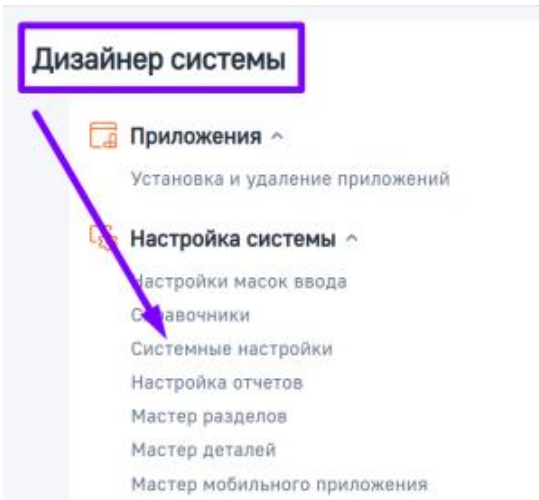 Дизайнер системы
Приложения
Установка и удаление приложений
Настройка системы
Настройки масок ввода
Справочники
Системные настройки
Настройка отчетов
Мастер разделов
Мастер деталей
Мастер мобильного приложения